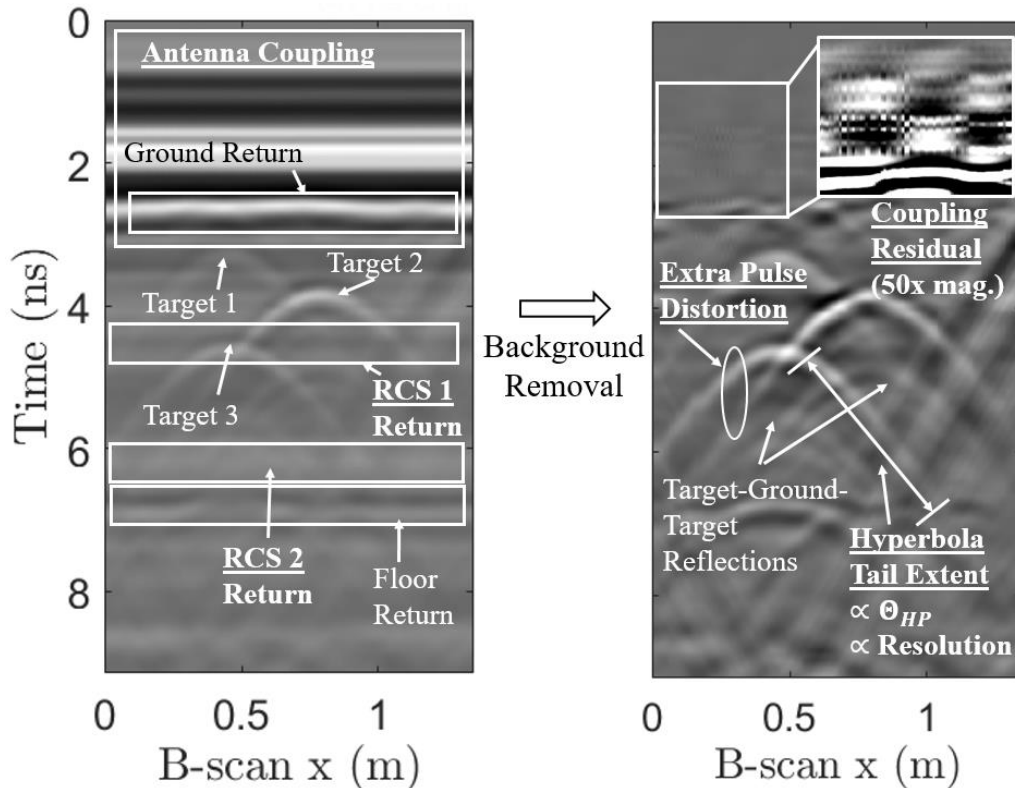 Time (ns)
0
2
4
6
8
Antenna Coupling
Ground Return
Target 1
Target 2
Target 3
RCS 1
Return
RCS 2
Return
Floor
Return
0
0.5
1
B-scan x (m)
Background
Removal
Coupling
Residual
(50x mag.)
Extra Pulse
Distortion
Target-Ground-
Target
Reflections
Hyperbola
Tail Extent
∝ Θ_HP
∝ Resolution
0
0.5
1
B-scan x (m)